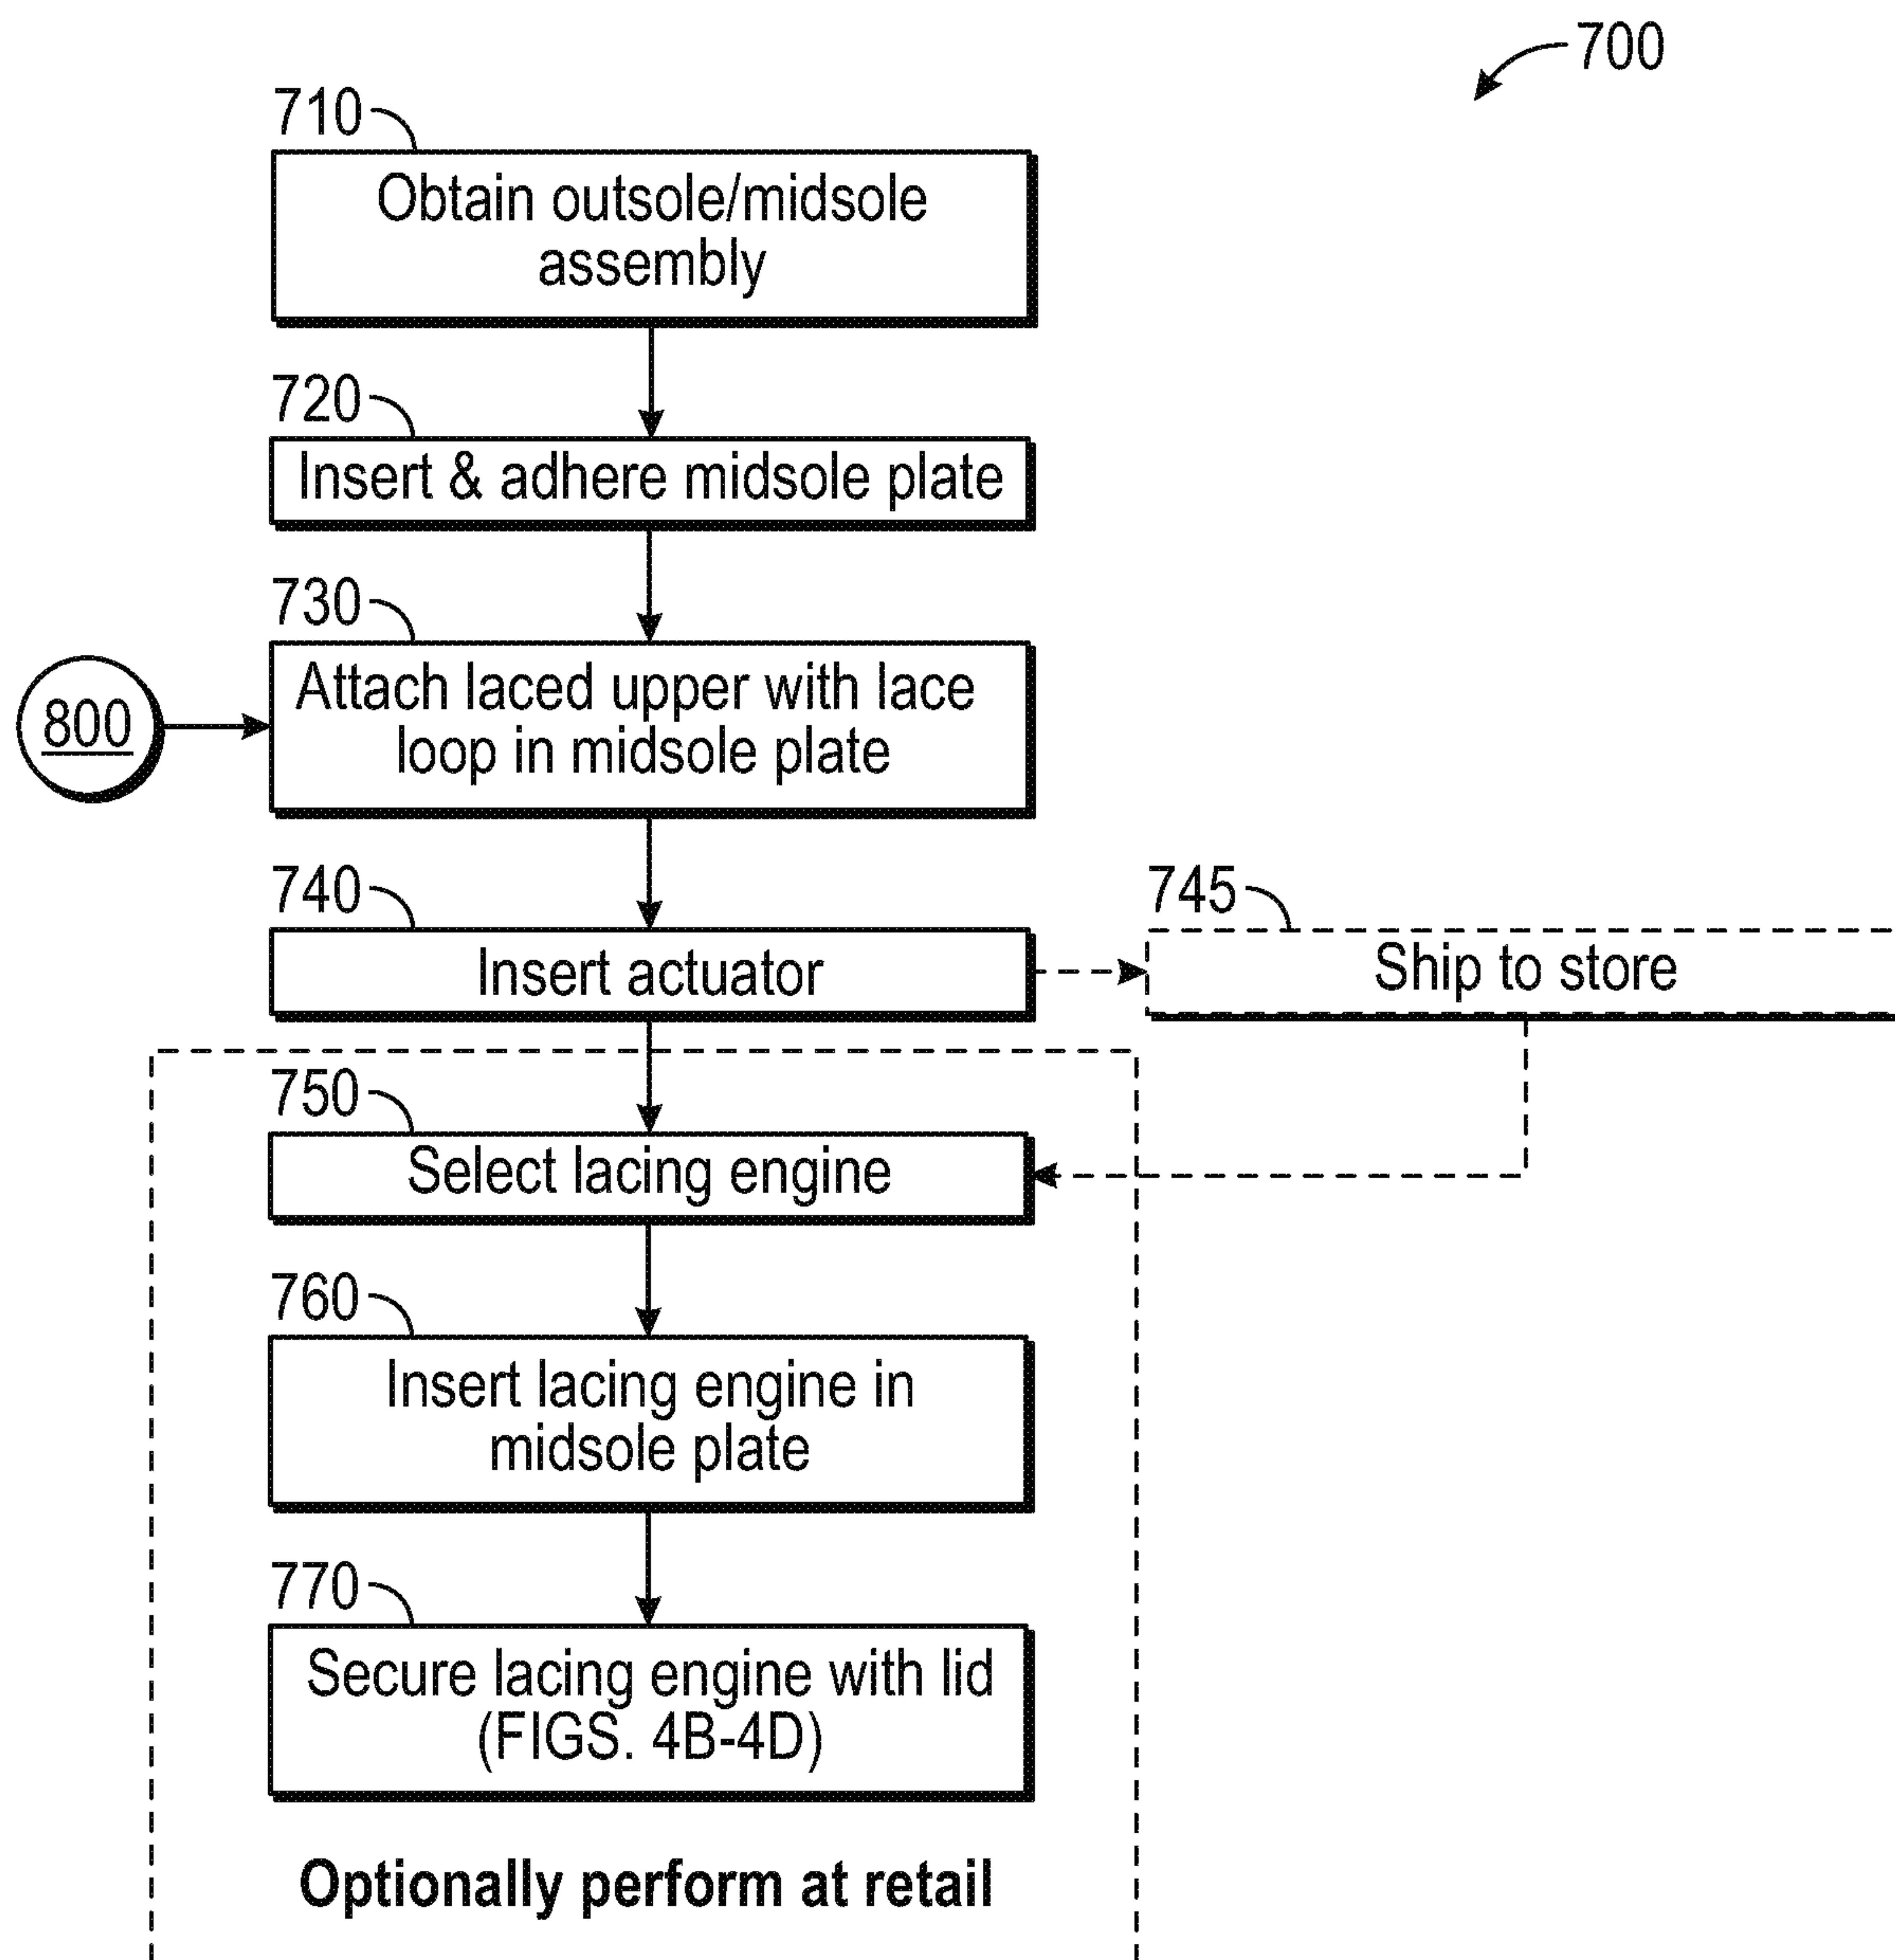 700
710
Obtain outsole/midsole
assembly
720
Insert & adhere midsole plate
730
800
Attach laced upper with lace
loop in midsole plate
740
Insert actuator
745
Ship to store
750
Select lacing engine
760
Insert lacing engine in
midsole plate
770
Secure lacing engine with lid
(FIGS. 4B-4D)
Optionally perform at retail